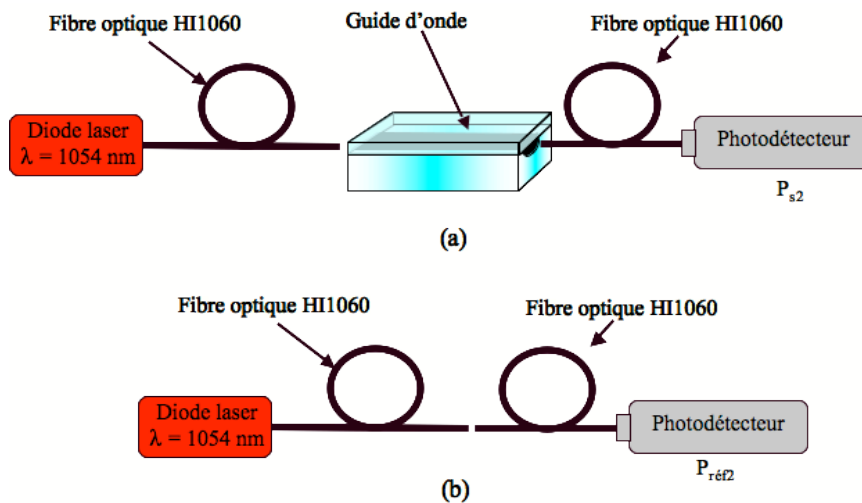 Fibre optique HI1060
Guide d'onde
Fibre optique HI1060
Diode laser
λ = 1054 nm
Photodétecteur
Ps2
(a)
Fibre optique HI1060
Fibre optique HI1060
Diode laser
λ = 1054 nm
Photodétecteur
Préf2
(b)